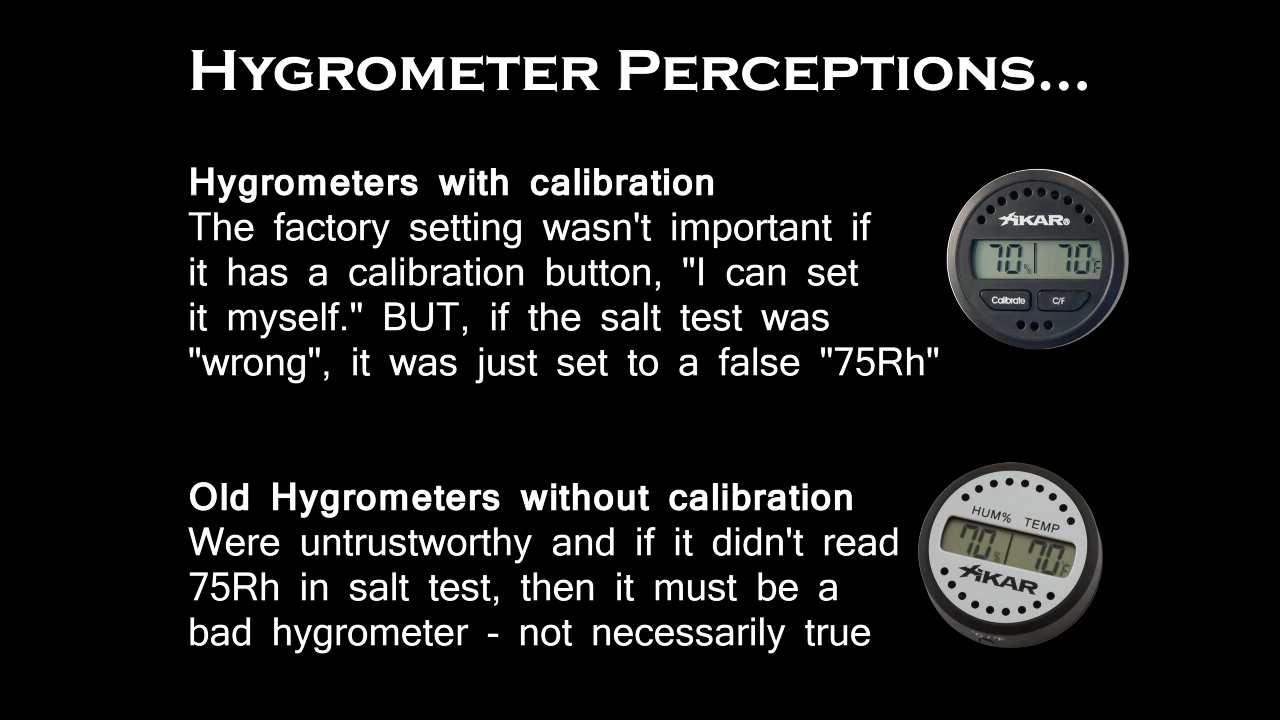 HYGROMETER PERCEPTIONS...
Hygrometers with calibration
The factory setting wasn't important if
it has a calibration button, "I can set
it myself." BUT, if the salt test was
"wrong", it was just set to a false "75Rh"
XIKAR®
70% 70°F
Calibrate C/F
Old Hygrometers without calibration
Were untrustworthy and if it didn't read
75Rh in salt test, then it must be a
bad hygrometer - not necessarily true
HUM% TEMP
70% 70°F
XIKAR